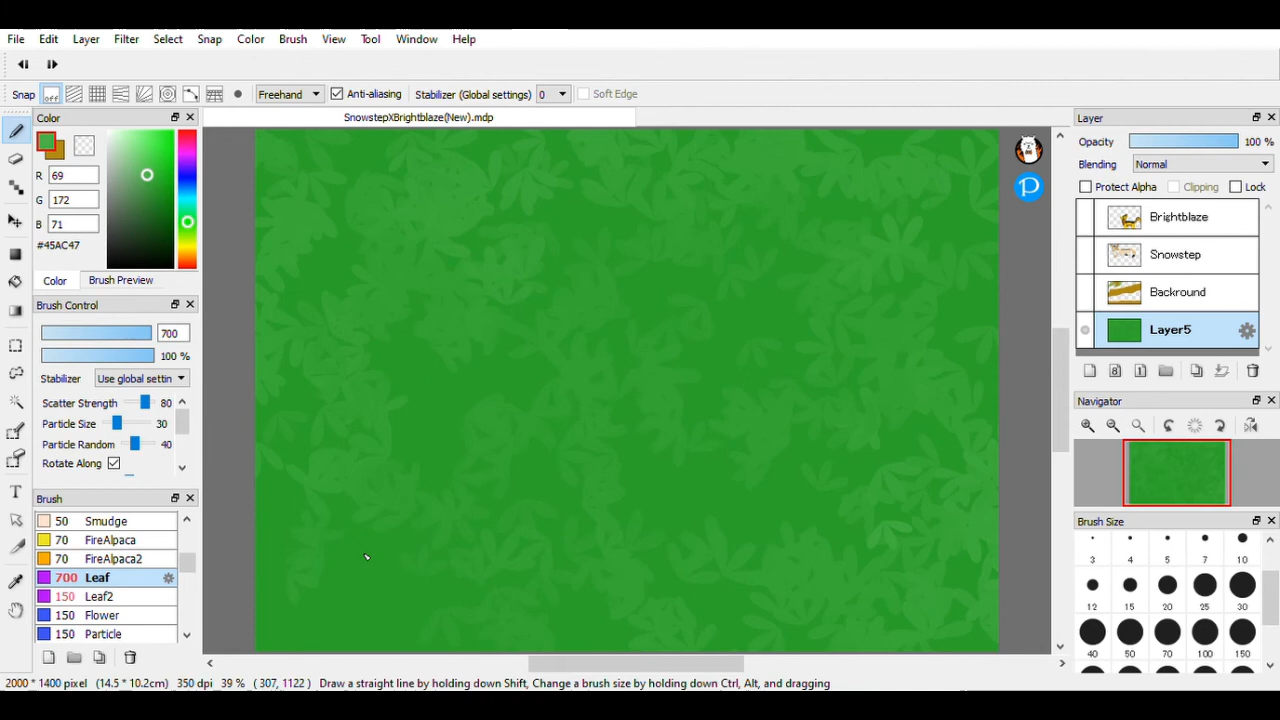 File Edit Layer Filter Select Snap Color Brush View Tool Window Help
Snap off Freehand Anti-aliasing Stabilizer (Global settings) 0 Soft Edge
SnowstepXBrightblaze(New).mdp
Color
R 69
G 172
B 71
#45AC47
Color Brush Preview
Brush Control
700
100 %
Stabilizer Use global settin
Scatter Strength 80
Particle Size 30
Particle Random 40
Rotate Along
Brush
50 Smudge
70 FireAlpaca
70 FireAlpaca2
700 Leaf
150 Leaf2
150 Flower
150 Particle
T
P
Layer
Opacity 100 %
Blending Normal
Protect Alpha Clipping Lock
Brightblaze
Snowstep
Backround
Layer5
8 1
Navigator
Brush Size
3 4 5 7 10
12 15 20 25 30
40 50 70 100 150
2000 * 1400 pixel (14.5 * 10.2cm) 350 dpi 39 % ( 307, 1122 ) Draw a straight line by holding down Shift, Change a brush size by holding down Ctrl, Alt, and dragging